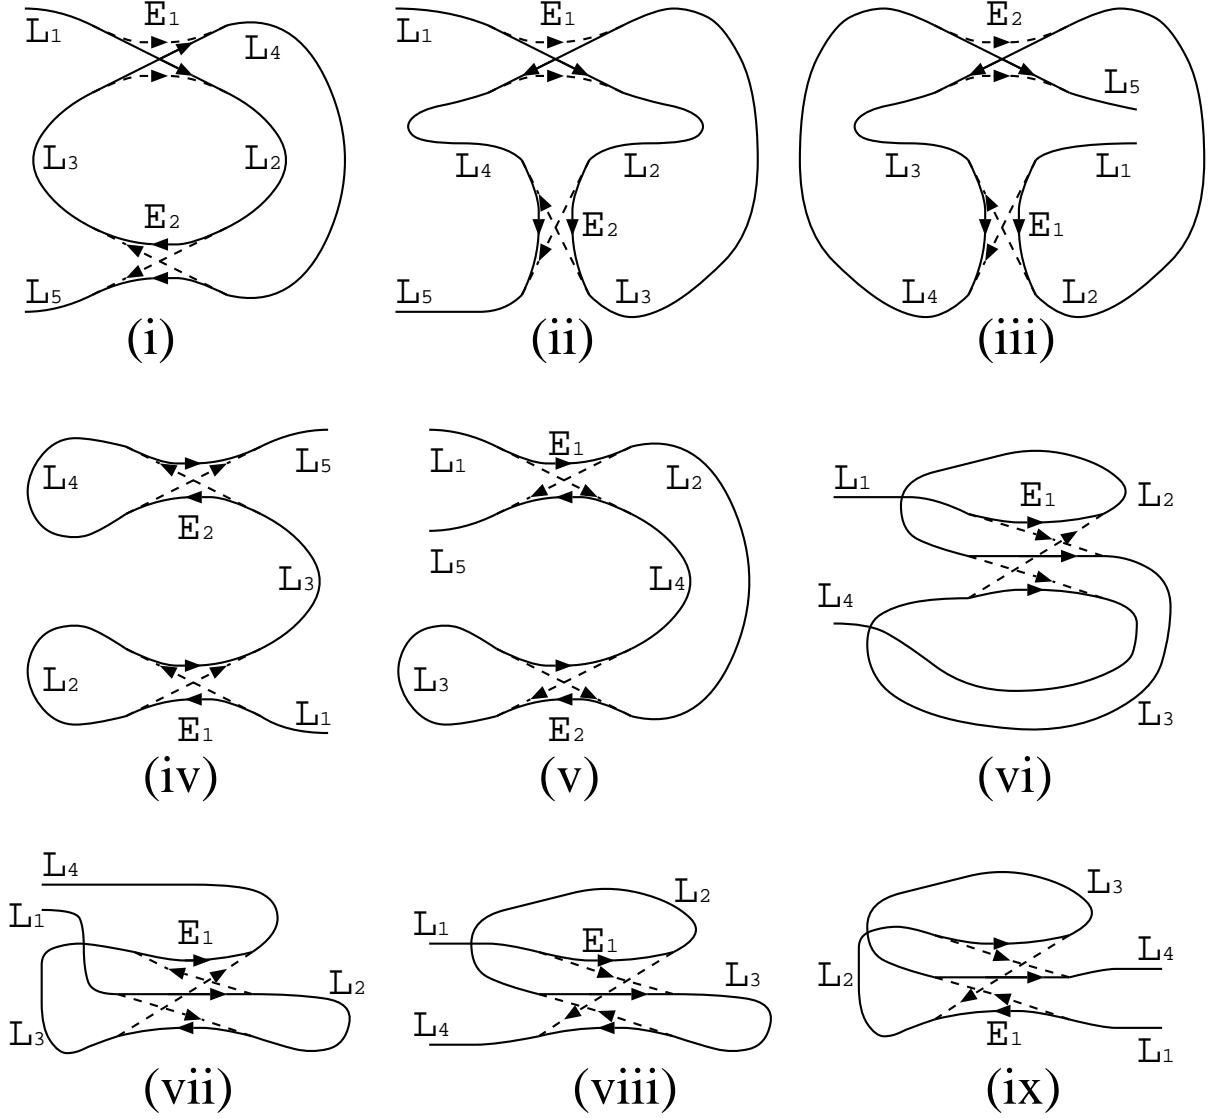 E1 E1 E2
L1 L4 L1 L5
L3 L2 L4 L2 L3 L1
E2 E2 E1
L5 L5 L3 L4 L2
(i) (ii) (iii)
L4 L5 L1 E1 L2 L1 E1 L2
E2 L5
L3 L4 L4
L2 L1 L3
E1 E2 L3
(iv) (v) (vi)
L4 L2 L3
L1 E1 L1 E1 L4
L2 L3 L2
L3 L4 E1 L1
(vii) (viii) (ix)